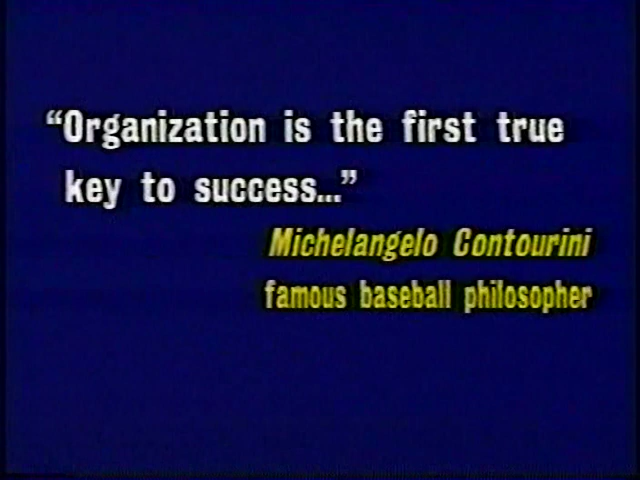 “Organization is the first true
key to success...”
Michelangelo Contourini
famous baseball philosopher